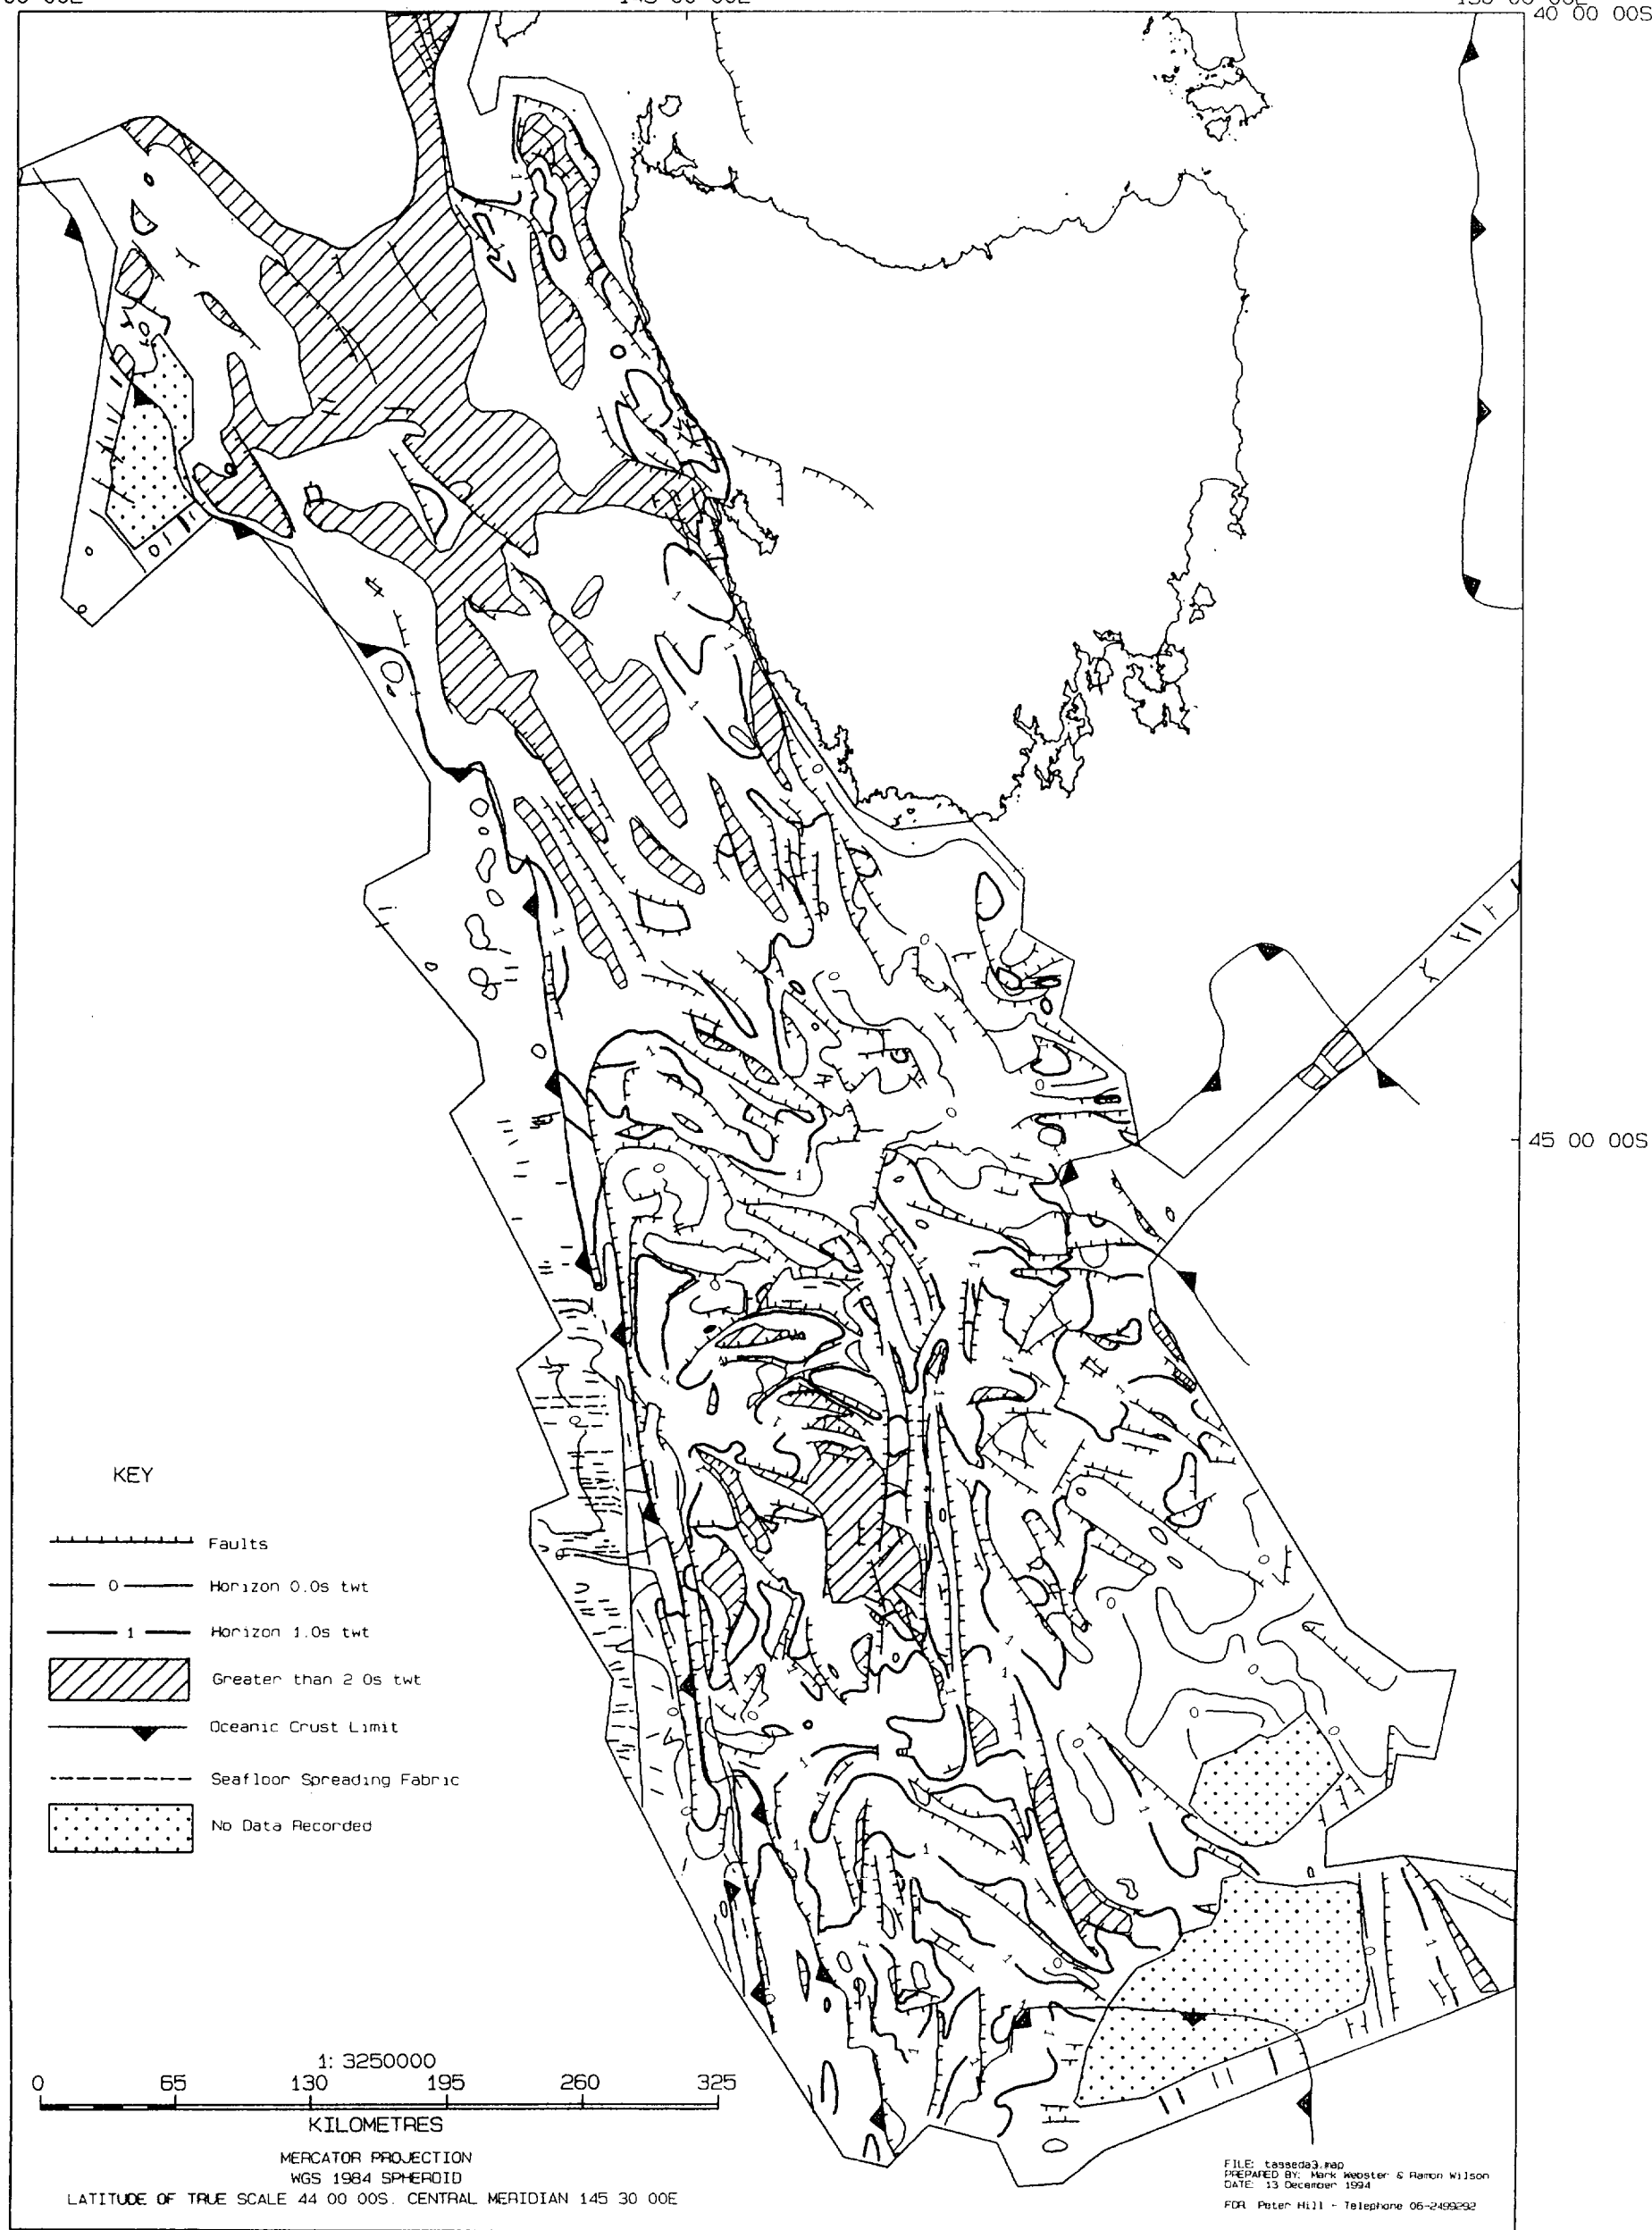 40 00 00S
45 00 00S
KEY
Faults
0 Horizon 0.0s twt
1 Horizon 1.0s twt
Greater than 2 0s twt
Oceanic Crust Limit
Seafloor Spreading Fabric
No Data Recorded
1: 3250000
0 65 130 195 260 325
KILOMETRES
MERCATOR PROJECTION
WGS 1984 SPHEROID
LATITUDE OF TRUE SCALE 44 00 00S. CENTRAL MERIDIAN 145 30 00E
FILE: tasseda3.map
PREPARED BY: Mark Webster & Ramon Wilson
DATE: 13 December 1994
FOR Peter Hill - Telephone 06-2499292